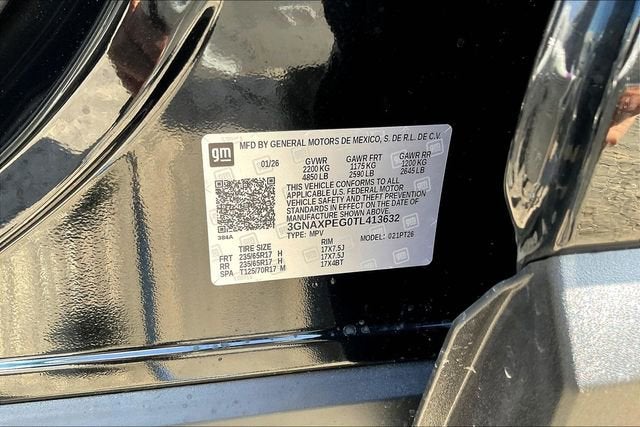 gm
MFD BY GENERAL MOTORS DE MEXICO, S. DE R.L. DE C.V.
01/26 GVWR GAWR FRT GAWR RR
2200 KG 1175 KG 1200 KG
4850 LB 2590 LB 2645 LB
THIS VEHICLE CONFORMS TO ALL
APPLICABLE U.S. FEDERAL MOTOR
VEHICLE SAFETY AND THEFT PREVENTION
STANDARDS IN EFFECT ON THE DATE OF
MANUFACTURE SHOWN ABOVE.
3GNAXPEG0TL413632
384A
TYPE: MPV MODEL: 021PT26
TIRE SIZE RIM
FRT 235/65R17 H 17X7.5J
RR 235/65R17 H 17X7.5J
SPA T125/70R17 M 17X4BT